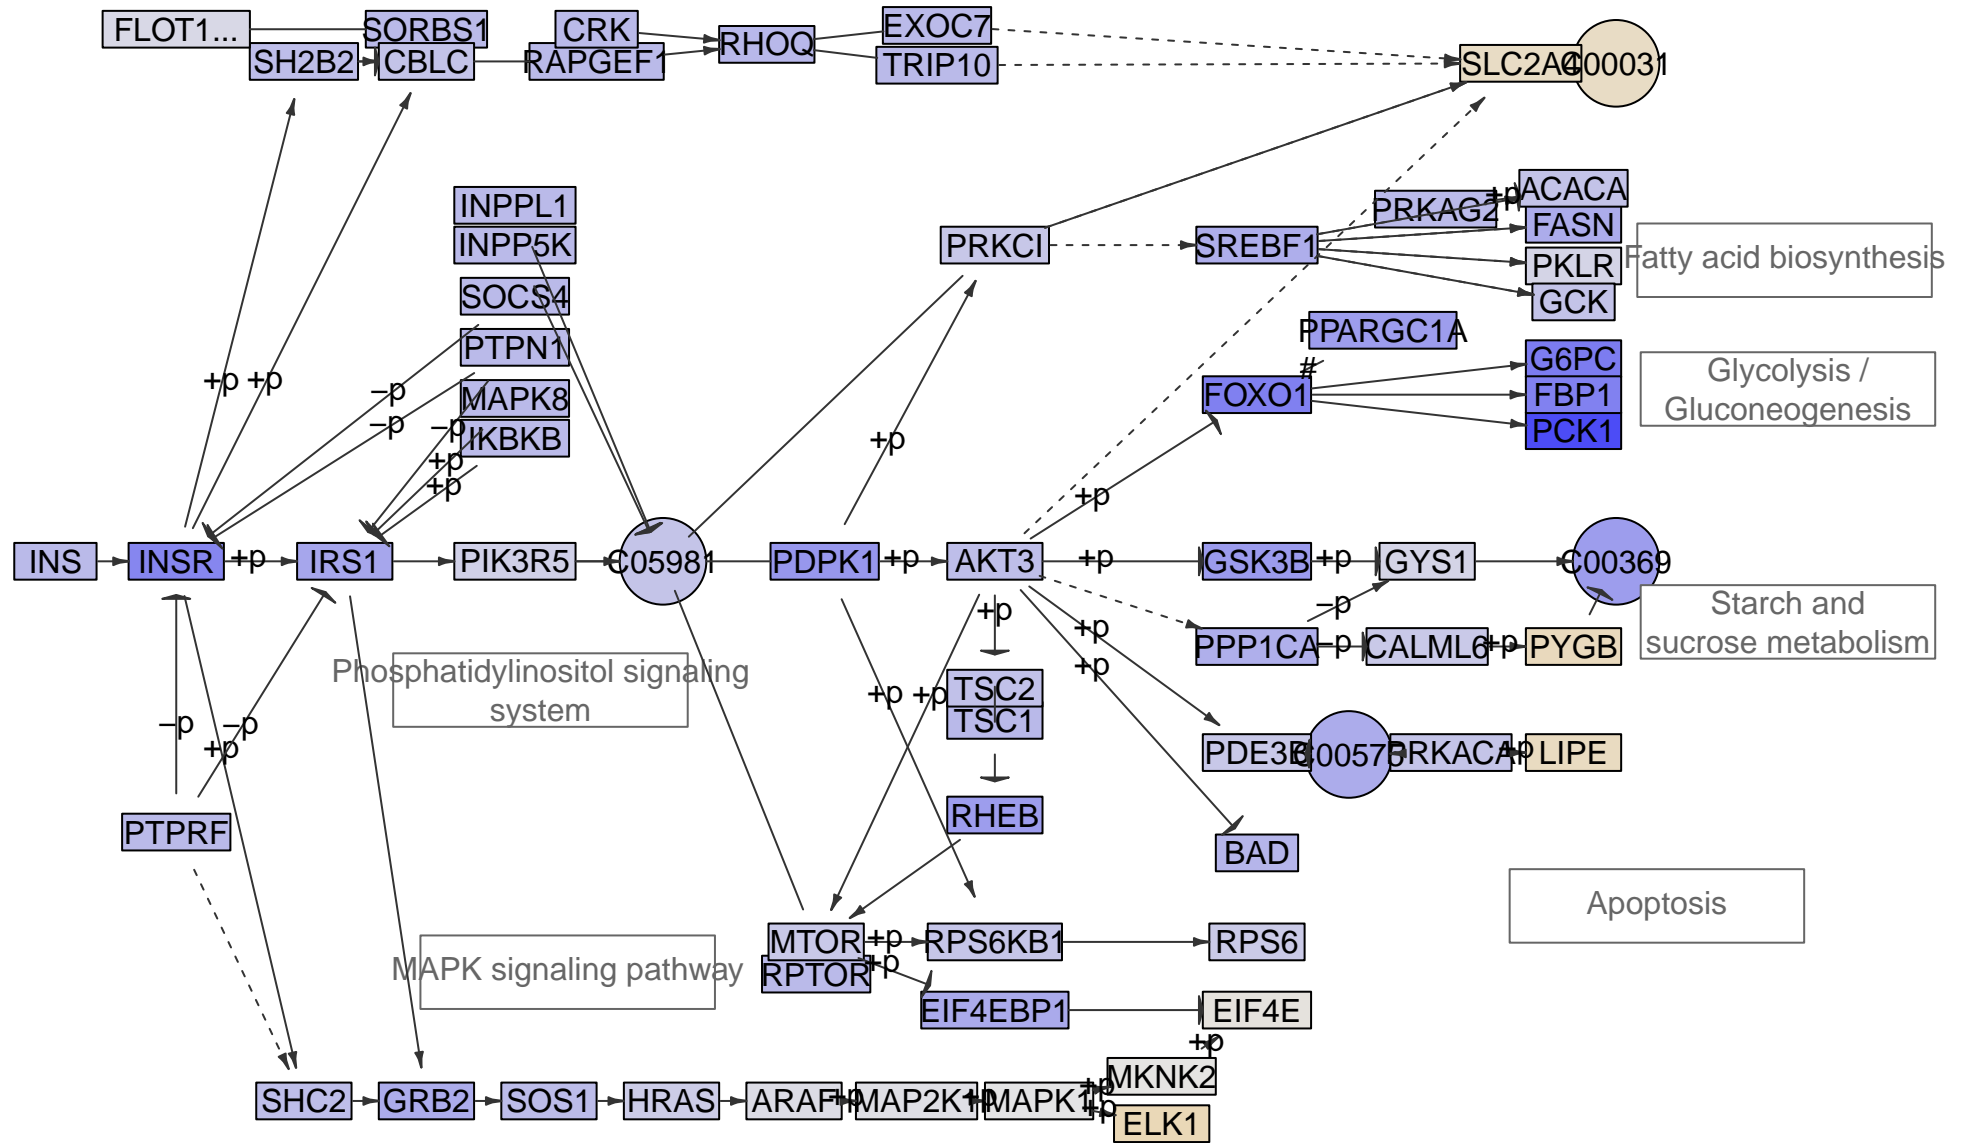 FLOT1...
SORBS1
CRK
EXOC7
RHOQ
SH2B2
CBLC
RAPGEF1
TRIP10
SLC2A4
C00031
INPPL1
PRKAG2
+p
ACACA
INPP5K
PRKCI
SREBF1
FASN
PKLR
GCK
Fatty acid biosynthesis
SOCS4
PTPN1
PPARGC1A
#
+p
+p
–p
MAPK8
–p
–p
IKBKB
+p
+p
+p
FOXO1
G6PC
FBP1
PCK1
Glycolysis /
Gluconeogenesis
+p
INS
INSR
+p
IRS1
PIK3R5
C05981
PDPK1
+p
AKT3
+p
GSK3B
+p
GYS1
C00369
+p
+p
–p
PPP1CA
–p
CALML6
+p
PYGB
Starch and
sucrose metabolism
+p
Phosphatidylinositol signaling
system
+p
+p
TSC2
TSC1
–p
+p
–p
PDE3B
C00575
PRKACA
+p
LIPE
PTPRF
RHEB
BAD
Apoptosis
MTOR
+p
RPS6KB1
RPS6
RPTOR
+p
MAPK signaling pathway
EIF4EBP1
EIF4E
+p
MKNK2
SHC2
GRB2
SOS1
HRAS
ARAF
+p
MAP2K1
+p
MAPK1
+p
+p
ELK1